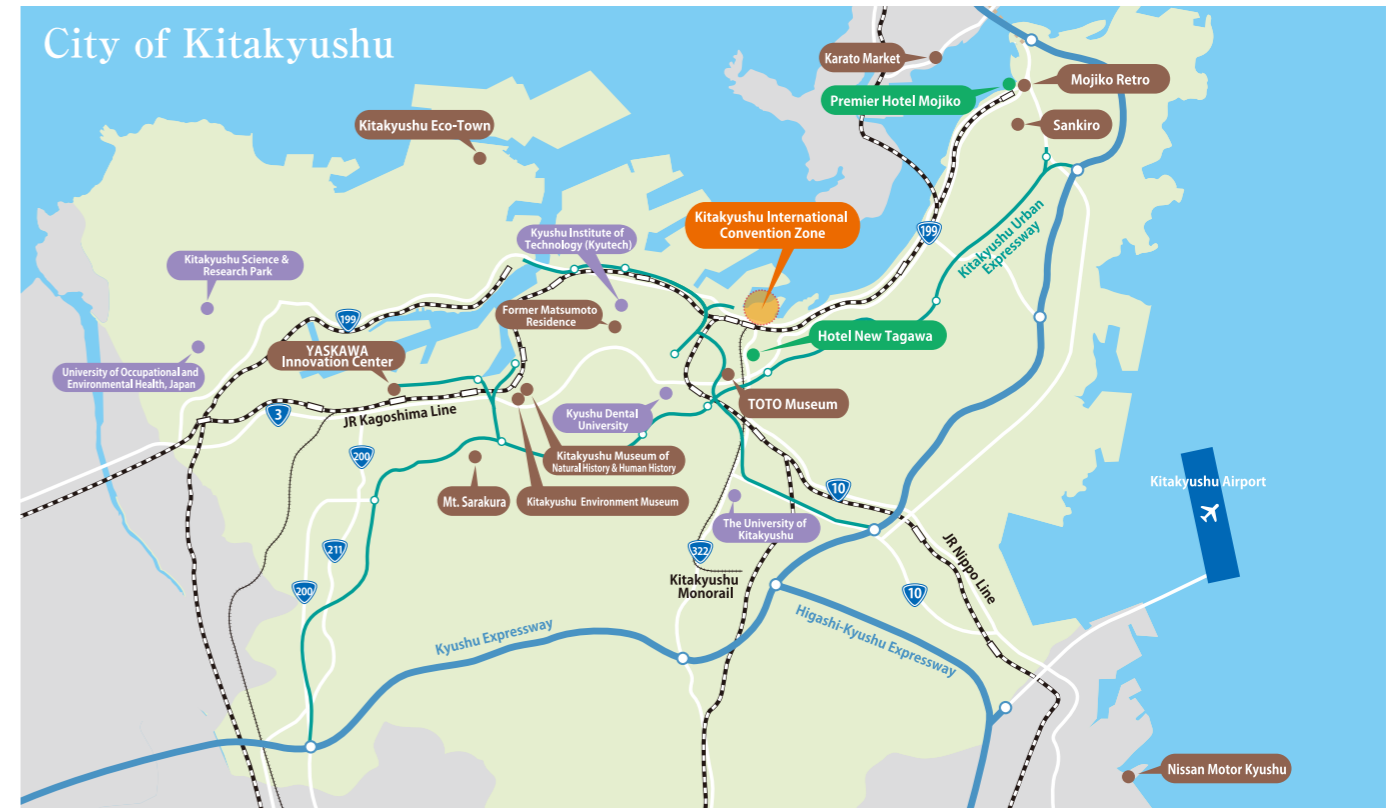 City of Kitakyushu
Karato Market
Mojiko Retro
Premier Hotel Mojiko
Sankiro
Kitakyushu Eco-Town
Kitakyushu International
Convention Zone
199
Kitakyushu Urban
Expressway
Kyushu Institute of
Technology (Kyutech)
Kitakyushu Science &
Research Park
Former Matsumoto
Residence
199
Hotel New Tagawa
YASKAWA
Innovation Center
University of Occupational and
Environmental Health, Japan
TOTO Museum
3
JR Kagoshima Line
Kyushu Dental
University
200
Kitakyushu Museum of
Natural History & Human History
Mt. Sarakura
Kitakyushu Environment Museum
10
Kitakyushu Airport
The University of
Kitakyushu
211
322
JR Nippo Line
Kitakyushu
Monorail
200
10
Kyushu Expressway
Higashi-Kyushu Expressway
Nissan Motor Kyushu